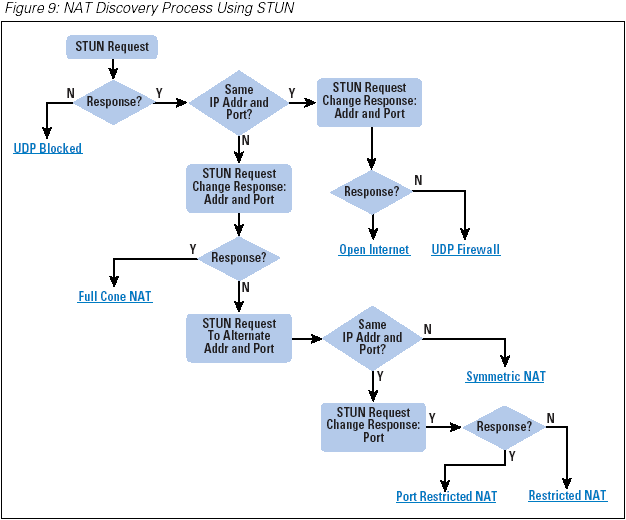 Figure 9: NAT Discovery Process Using STUN
STUN Request
N
Response?
Y
UDP Blocked
Same
IP Addr and
Port?
Y
N
STUN Request
Change Response:
Addr and Port
Response?
N
Open Internet
UDP Firewall
STUN Request
Change Response:
Addr and Port
Y
Response?
N
Full Cone NAT
STUN Request
To Alternate
Addr and Port
Same
IP Addr and
Port?
N
Y
Symmetric NAT
STUN Request
Change Response:
Port
Y
Response?
N
Y
Port Restricted NAT
Restricted NAT